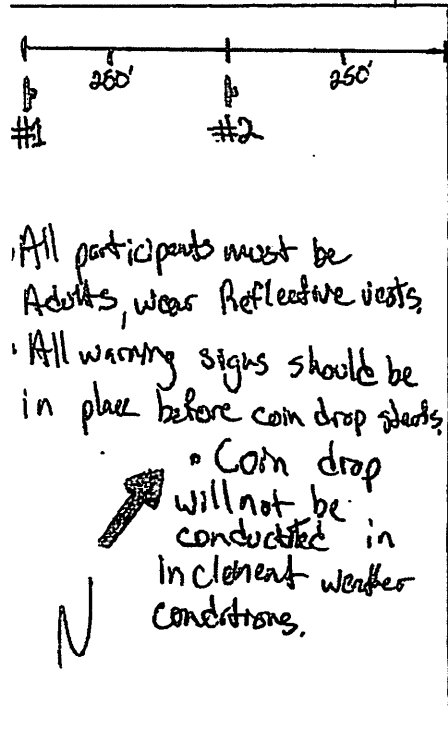 250'
250'
#1
#2
· All participants must be
Adults, wear Reflective vests.
· All warning signs should be
in place before coin drop starts.
· Coin drop
will not be
conducted in
inclement weather
conditions.
N